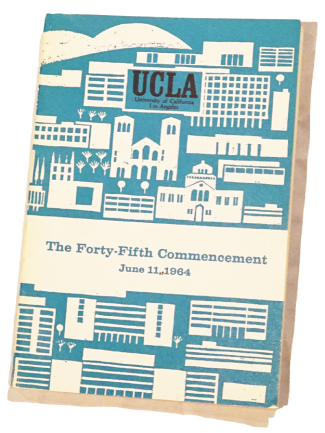 UCLA
University of California
Los Angeles
The Forty-Fifth Commencement
June 11, 1964